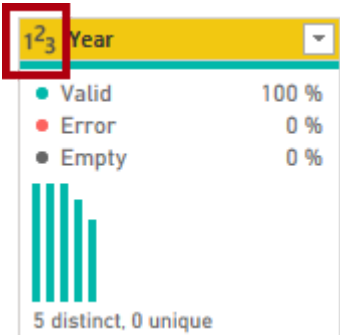 1²3 Year
Valid 100 %
Error 0 %
Empty 0 %
5 distinct, 0 unique